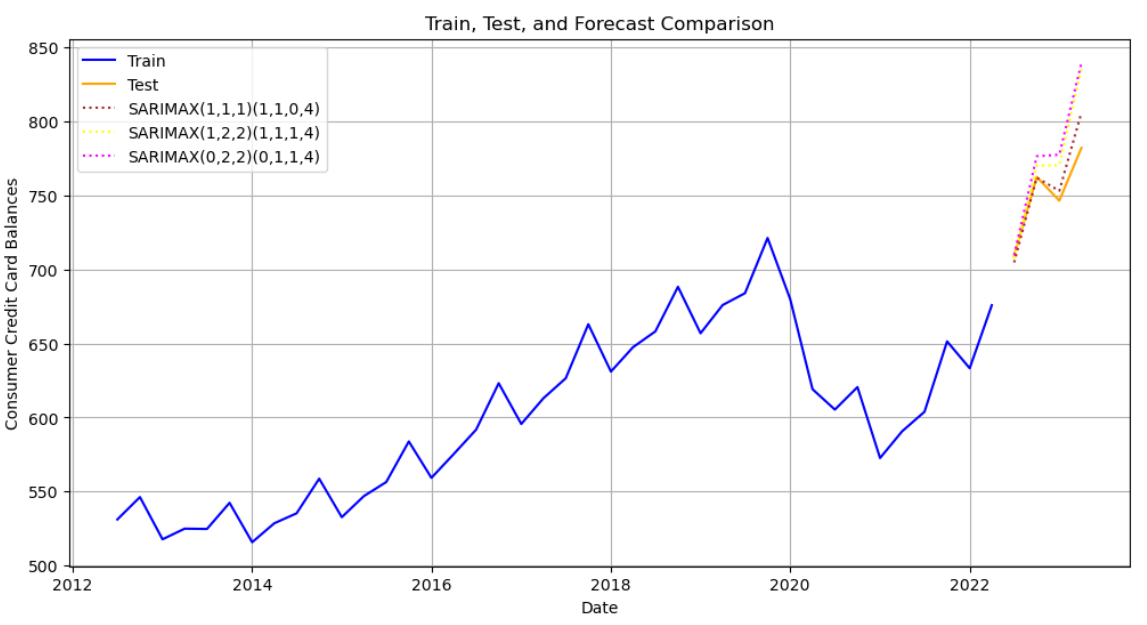 Train, Test, and Forecast Comparison
850
800
750
700
650
600
550
500
Consumer Credit Card Balances
Train
Test
SARIMAX(1,1,1)(1,1,0,4)
SARIMAX(1,2,2)(1,1,1,4)
SARIMAX(0,2,2)(0,1,1,4)
2012 2014 2016 2018 2020 2022
Date